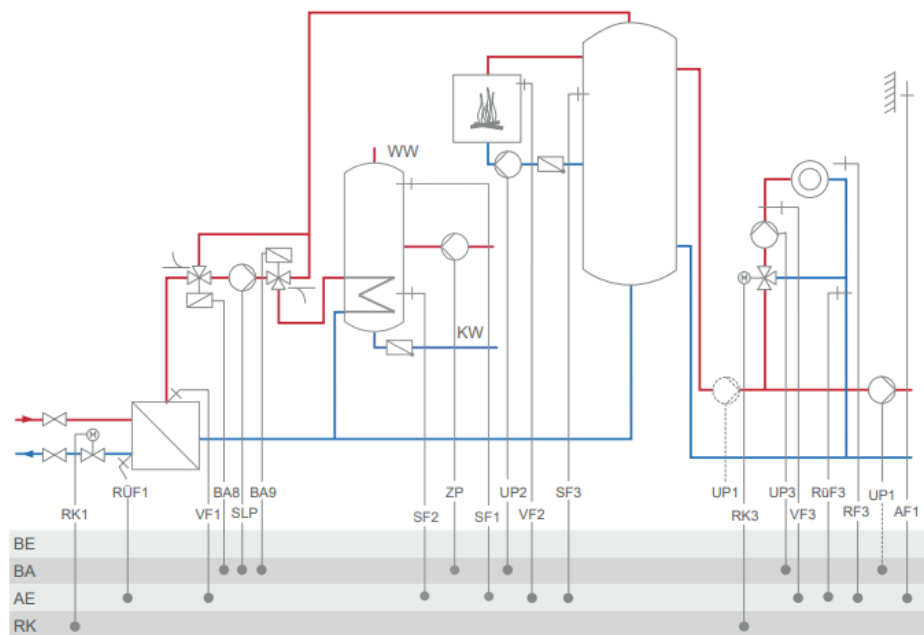 WW
KW
M
M
RK1
RÜF1
VF1
BA8
SLP
BA9
SF2
ZP
SF1
UP2
VF2
SF3
UP1
RK3
UP3
VF3
RüF3
RF3
UP1
AF1
BE
BA
AE
RK